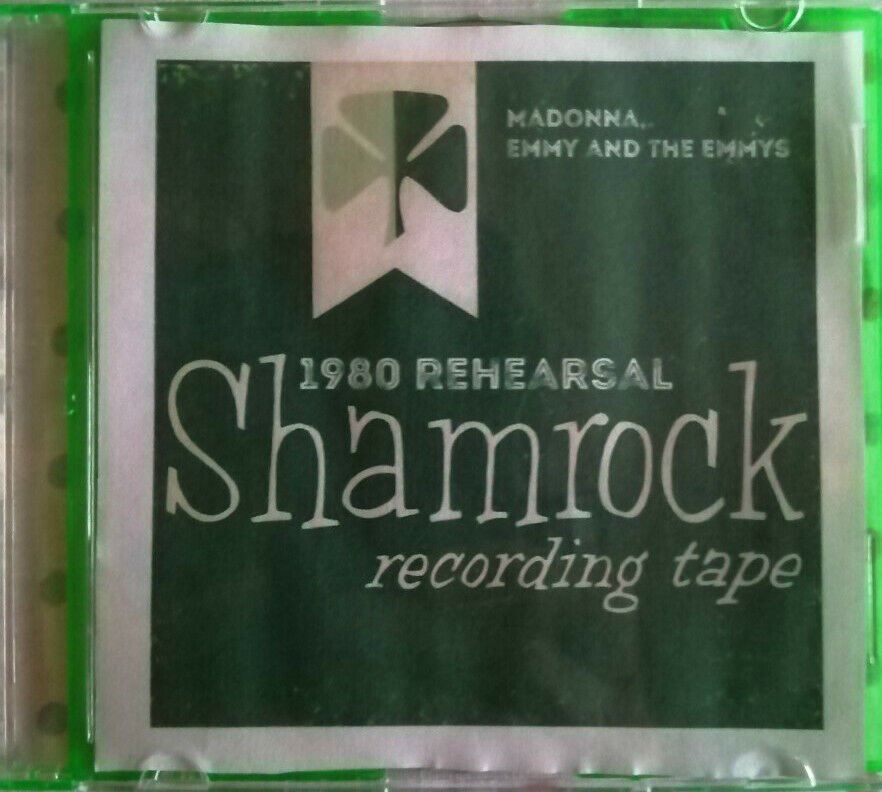 MADONNA,
EMMY AND THE EMMYS
1980 REHEARSAL
Shamrock
recording tape